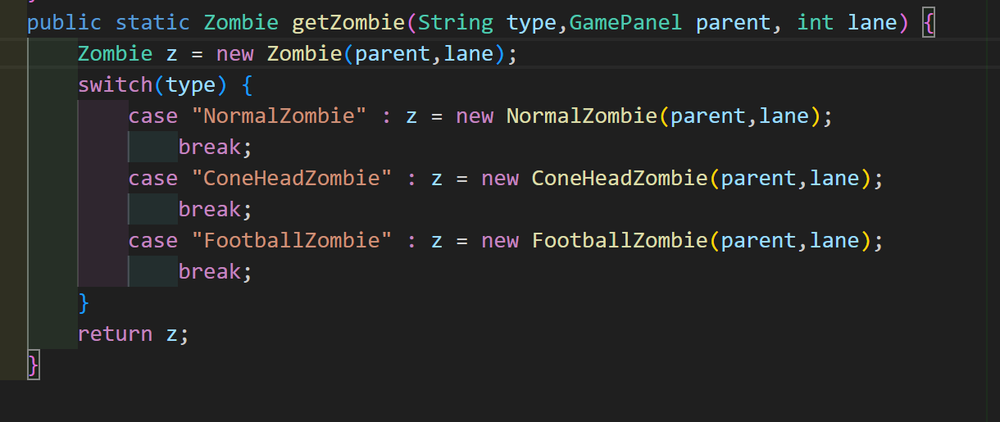 public static Zombie getZombie(String type,GamePanel parent, int lane) {
Zombie z = new Zombie(parent,lane);
switch(type) {
case "NormalZombie" : z = new NormalZombie(parent,lane);
break;
case "ConeHeadZombie" : z = new ConeHeadZombie(parent,lane);
break;
case "FootballZombie" : z = new FootballZombie(parent,lane);
break;
}
return z;
}